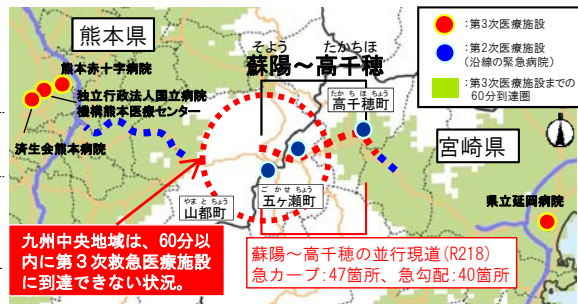 熊本県
熊本赤十字病院
独立行政法人国立病院
機構熊本医療センター
済生会熊本病院
そよう たかちほ
蘇陽～高千穂
たかちほちょう
高千穂町
:第3次医療施設
:第2次医療施設
(沿線の緊急病院)
:第3次医療施設までの
60分到達圏
宮崎県
県立延岡病院
やまとちょう
山都町
ごかせちょう
五ヶ瀬町
九州中央地域は、60分以
内に第３次救急医療施設
に到達できない状況。
蘇陽～高千穂の並行現道(R218)
急カーブ:47箇所、急勾配:40箇所